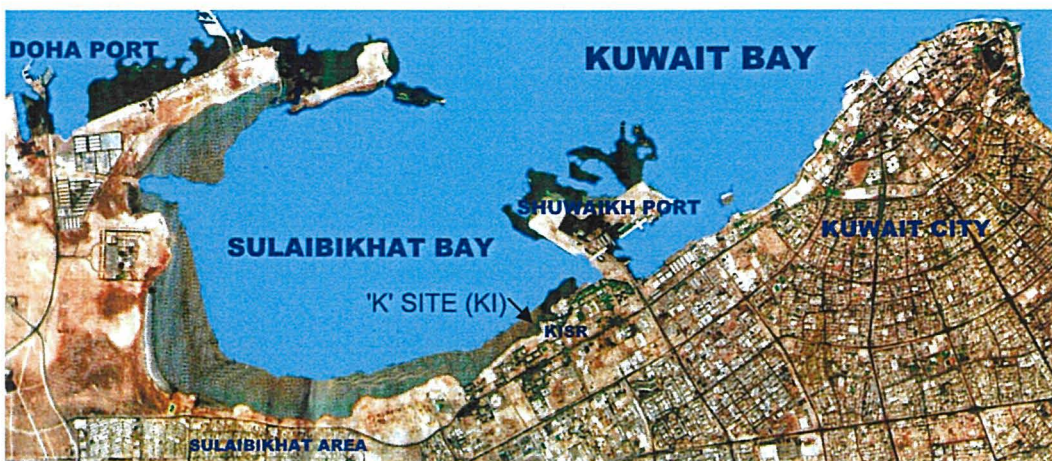 DOHA PORT
KUWAIT BAY
SHUWAIKH PORT
KUWAIT CITY
SULAIBIKHAT BAY
'K' SITE (KI)
KISR
SULAIBIKHAT AREA